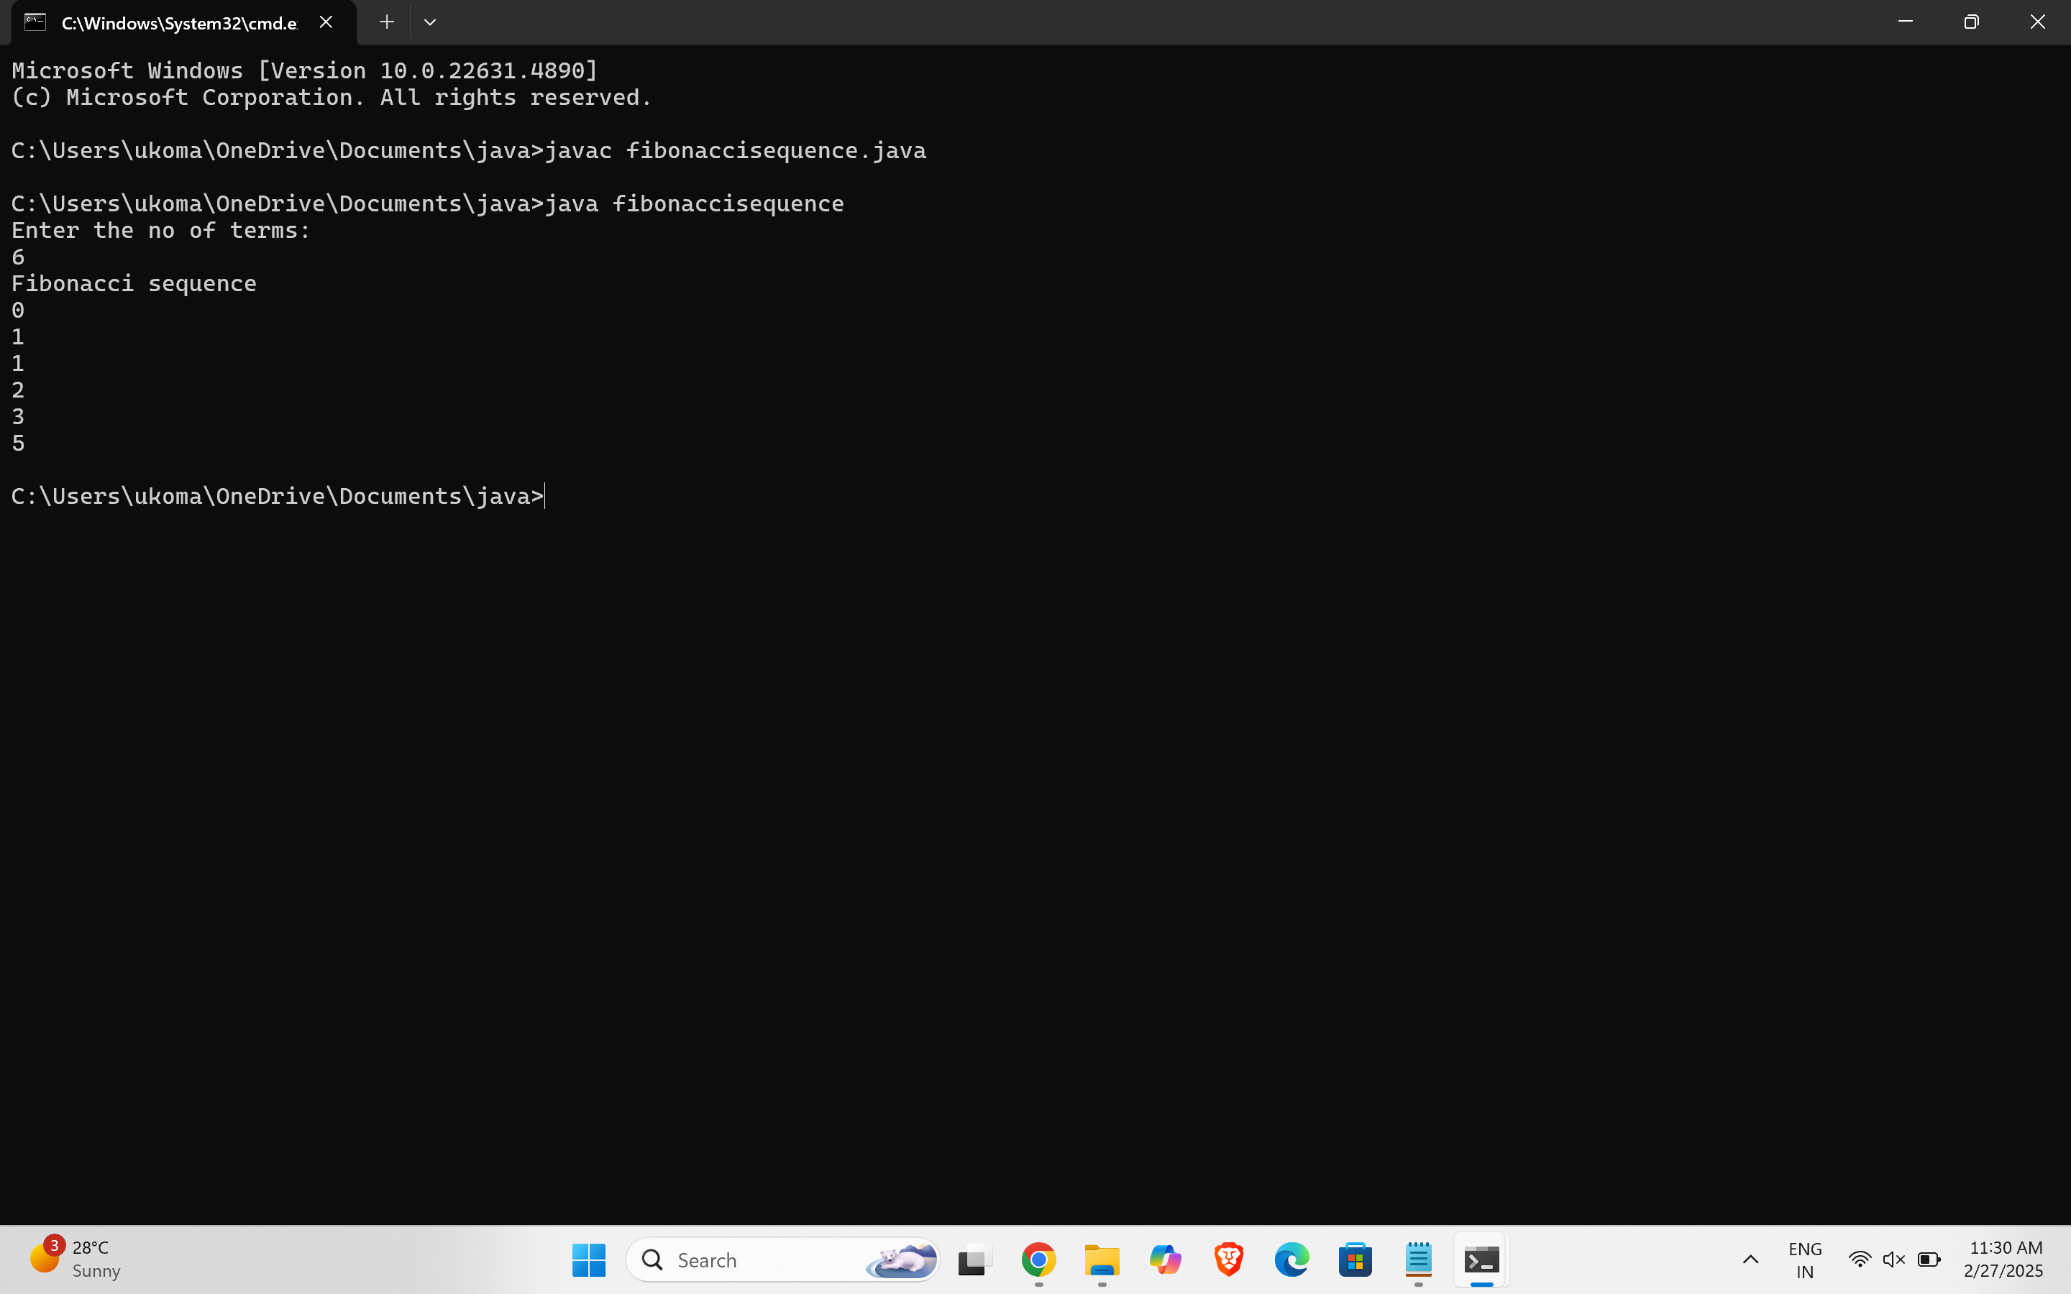 C:\Windows\System32\cmd.e
Microsoft Windows [Version 10.0.22631.4890]
(c) Microsoft Corporation. All rights reserved.
C:\Users\ukoma\OneDrive\Documents\java>javac fibonaccisequence.java
C:\Users\ukoma\OneDrive\Documents\java>java fibonaccisequence
Enter the no of terms:
6
Fibonacci sequence
0
1
1
2
3
5
C:\Users\ukoma\OneDrive\Documents\java>
3
28°C
Sunny
Search
ENG
IN
11:30 AM
2/27/2025